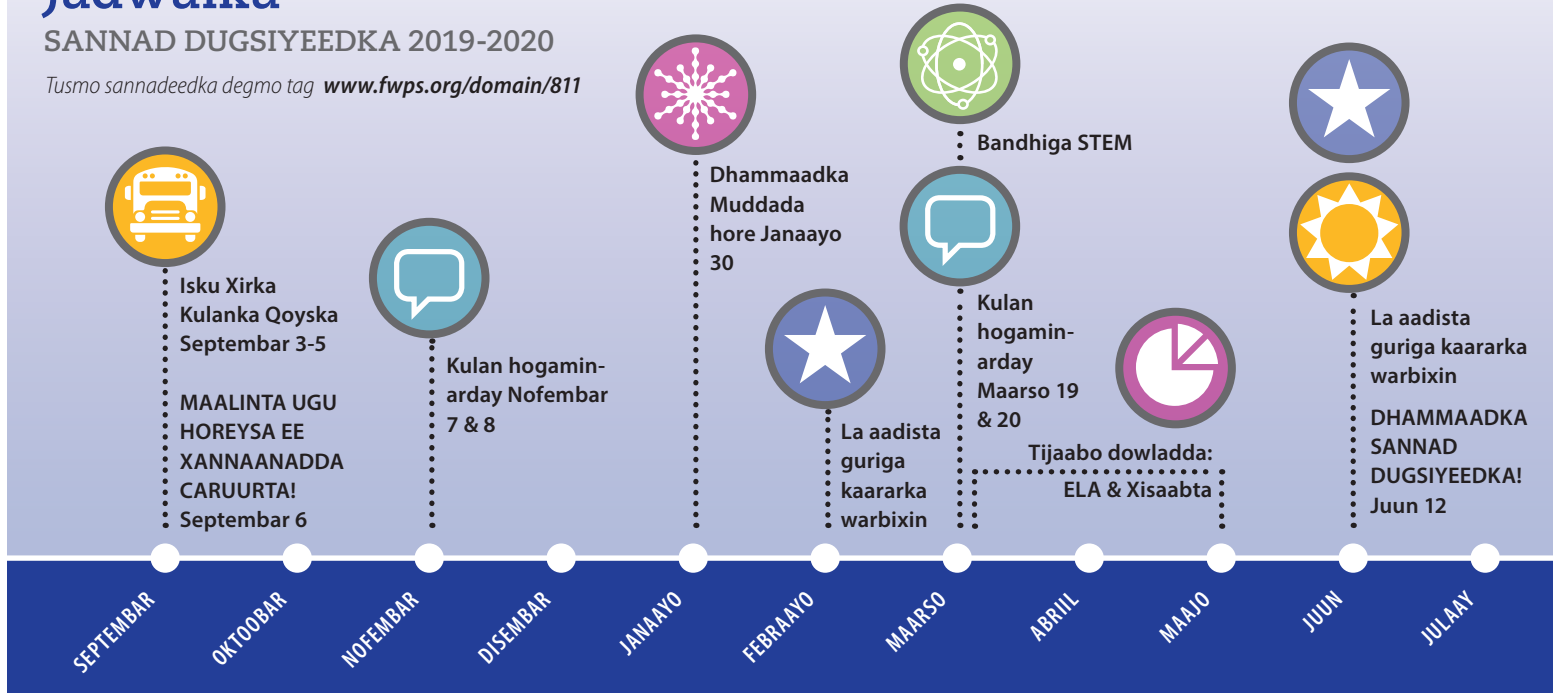 Jadwalka
SANNAD DUGSIYEEDKA 2019-2020
Tusmo sannadeedka degmo tag www.fwps.org/domain/811
Isku Xirka
Kulanka Qoyska
Septembar 3-5
MAALINTA UGU
HOREYSA EE
XANNAANADDA
CARUURTA!
Septembar 6
Kulan hogamin-
arday Nofembar
7 & 8
Dhammaadka
Muddada
hore Janaayo
30
La aadista
guriga
kaararka
warbixin
Bandhiga STEM
Kulan
hogamin-
arday
Maarso 19
& 20
Tijaabo dowladda:
ELA & Xisaabta
La aadista
guriga kaararka
warbixin
DHAMMAADKA
SANNAD
DUGSIYEEDKA!
Juun 12
SEPTEMBAR
OKTOOBAR
NOFEMBAR
DISEMBAR
JANAAYO
FEBRAAYO
MAARSO
ABRIIL
MAAJO
JUUN
JULAAY